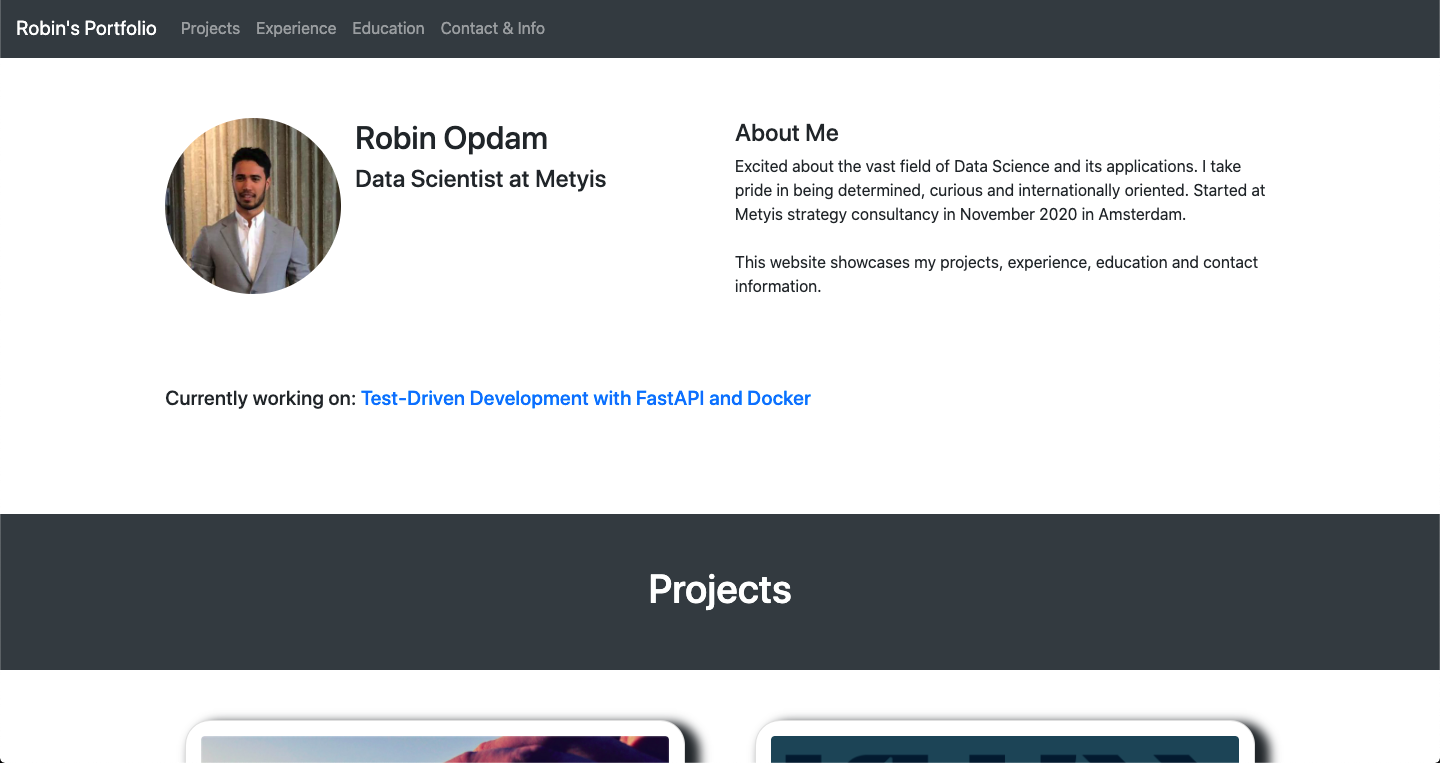 Robin's Portfolio Projects Experience Education Contact & Info
Robin Opdam
Data Scientist at Metyis
About Me
Excited about the vast field of Data Science and its applications. I take
pride in being determined, curious and internationally oriented. Started at
Metyis strategy consultancy in November 2020 in Amsterdam.
This website showcases my projects, experience, education and contact
information.
Currently working on: Test-Driven Development with FastAPI and Docker
Projects